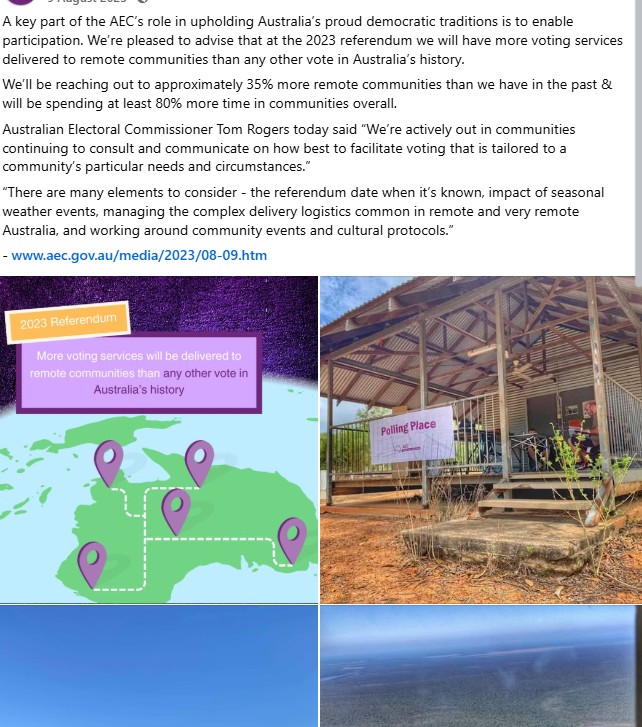 9 August 2023
A key part of the AEC’s role in upholding Australia’s proud democratic traditions is to enable
participation. We’re pleased to advise that at the 2023 referendum we will have more voting services
delivered to remote communities than any other vote in Australia’s history.
We’ll be reaching out to approximately 35% more remote communities than we have in the past &
will be spending at least 80% more time in communities overall.
Australian Electoral Commissioner Tom Rogers today said “We’re actively out in communities
continuing to consult and communicate on how best to facilitate voting that is tailored to a
community’s particular needs and circumstances.”
“There are many elements to consider - the referendum date when it’s known, impact of seasonal
weather events, managing the complex delivery logistics common in remote and very remote
Australia, and working around community events and cultural protocols.”
- www.aec.gov.au/media/2023/08-09.htm
2023 Referendum
More voting services will be delivered to
remote communities than any other vote in
Australia’s history
Polling Place